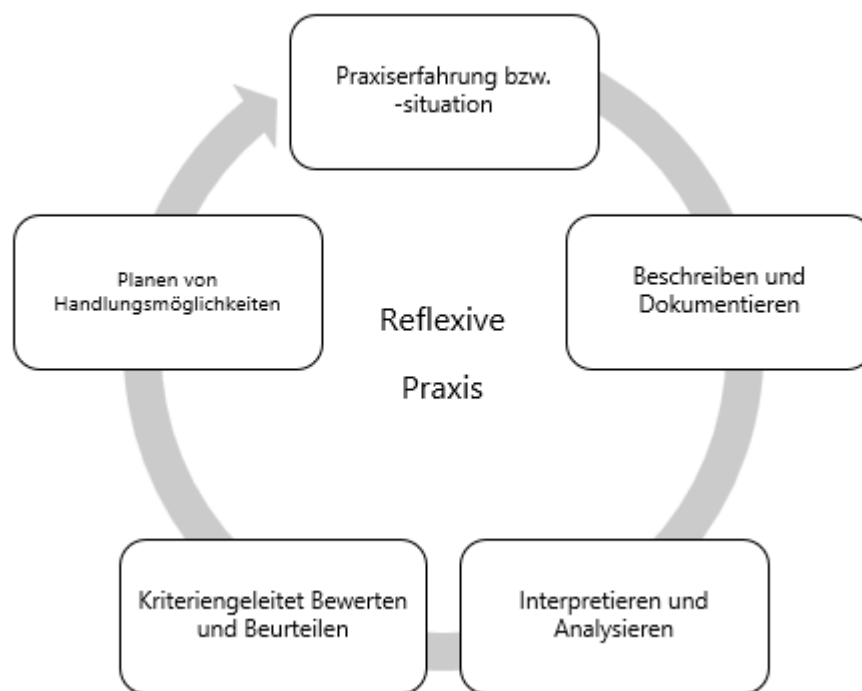 Praxiserfahrung bzw.
-situation
Beschreiben und
Dokumentieren
Interpretieren und
Analysieren
Kriteriengeleitet Bewerten
und Beurteilen
Planen von
Handlungsmöglichkeiten
Reflexive
Praxis